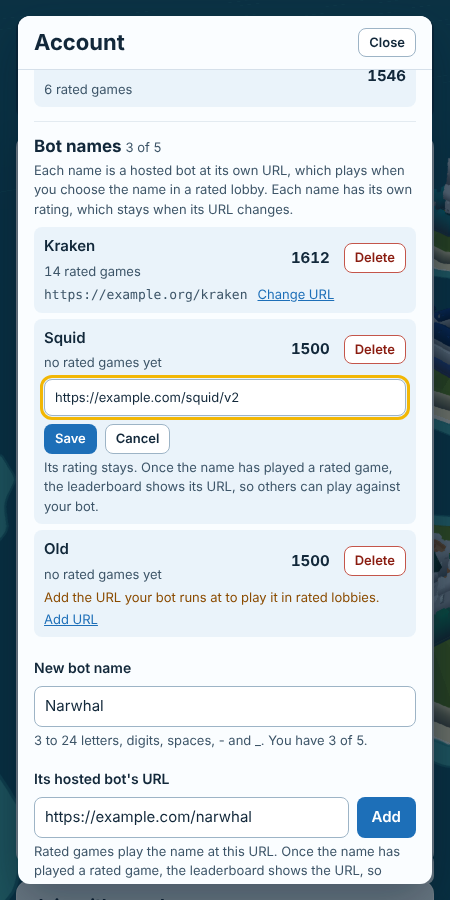 Account
Close
1546
6 rated games
Bot names 3 of 5
Each name is a hosted bot at its own URL, which plays when
you choose the name in a rated lobby. Each name has its own
rating, which stays when its URL changes.
Kraken
1612
Delete
14 rated games
https://example.org/kraken Change URL
Squid
1500
Delete
no rated games yet
https://example.com/squid/v2
Save
Cancel
Its rating stays. Once the name has played a rated game,
the leaderboard shows its URL, so others can play against
your bot.
Old
1500
Delete
no rated games yet
Add the URL your bot runs at to play it in rated lobbies.
Add URL
New bot name
Narwhal
3 to 24 letters, digits, spaces, - and _. You have 3 of 5.
Its hosted bot's URL
https://example.com/narwhal
Add
Rated games play the name at this URL. Once the name has
played a rated game, the leaderboard shows the URL, so